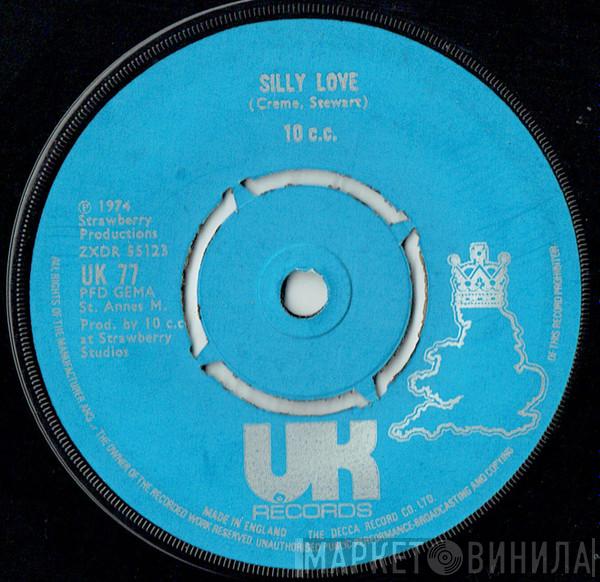 SILLY LOVE
(Creme, Stewart)
10 c.c.
℗ 1974
Strawberry
Productions
ZXDR 55123
UK 77
PFD GEMA
St. Annes M.
Prod. by 10 c.c
at Strawberry
Studios
UK
RECORDS
MADE IN ENGLAND
THE DECCA RECORD CO. LTD.
ALL RIGHTS OF THE MANUFACTURER AND OF THE OWNER OF THE RECORDED WORK RESERVED. UNAUTHORISED PUBLIC PERFORMANCE-BROADCASTING AND COPYING OF THIS RECORD PROHIBITED
МАРКЕТ ВИНИЛА